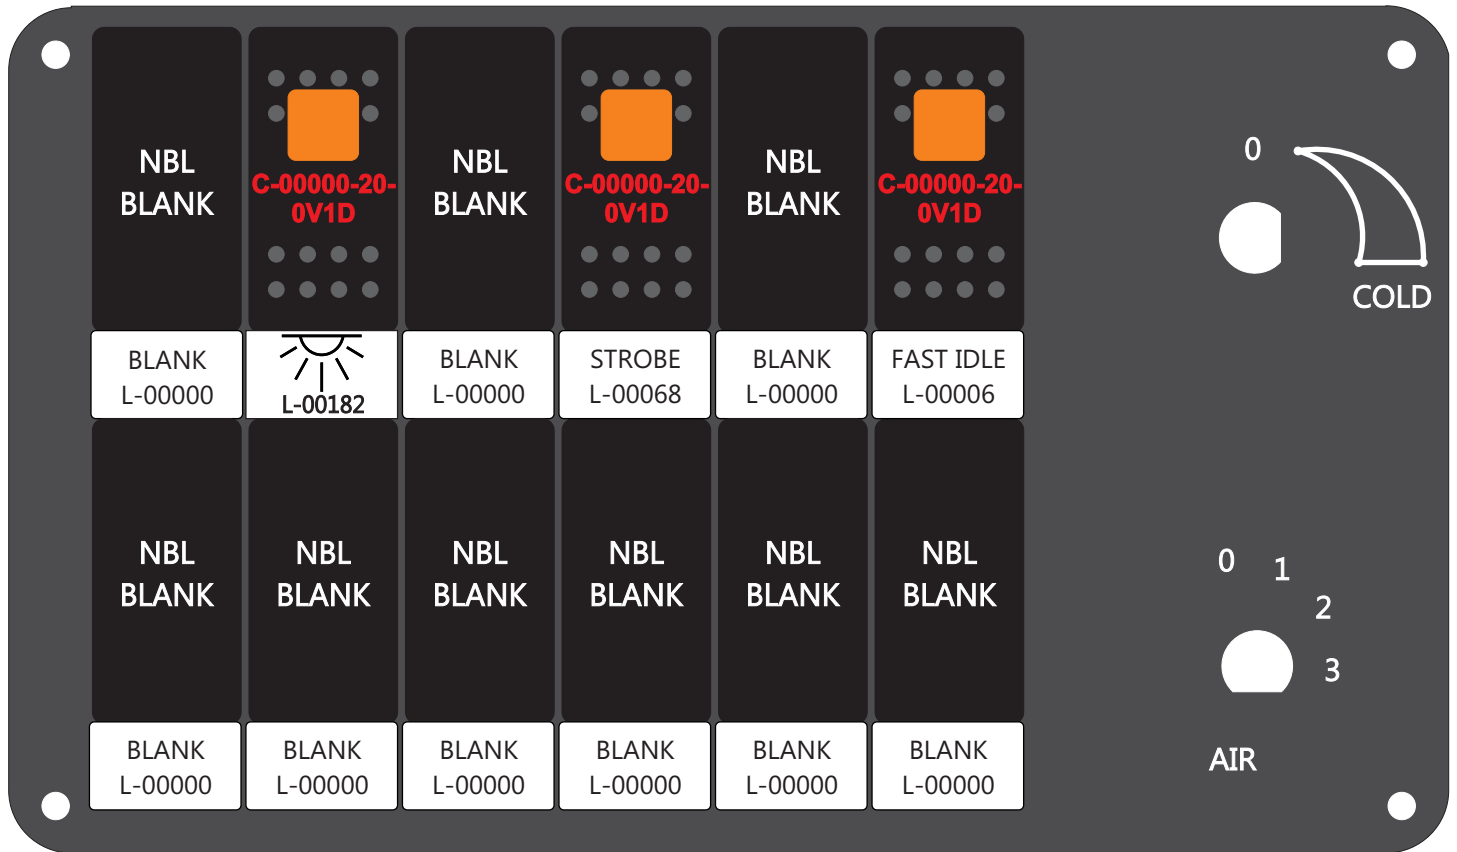 NBL
BLANK
C-00000-20-
0V1D
NBL
BLANK
C-00000-20-
0V1D
NBL
BLANK
C-00000-20-
0V1D
BLANK
L-00000
L-00182
BLANK
L-00000
STROBE
L-00068
BLANK
L-00000
FAST IDLE
L-00006
NBL
BLANK
NBL
BLANK
NBL
BLANK
NBL
BLANK
NBL
BLANK
NBL
BLANK
BLANK
L-00000
BLANK
L-00000
BLANK
L-00000
BLANK
L-00000
BLANK
L-00000
BLANK
L-00000
0
COLD
0
1
2
3
AIR